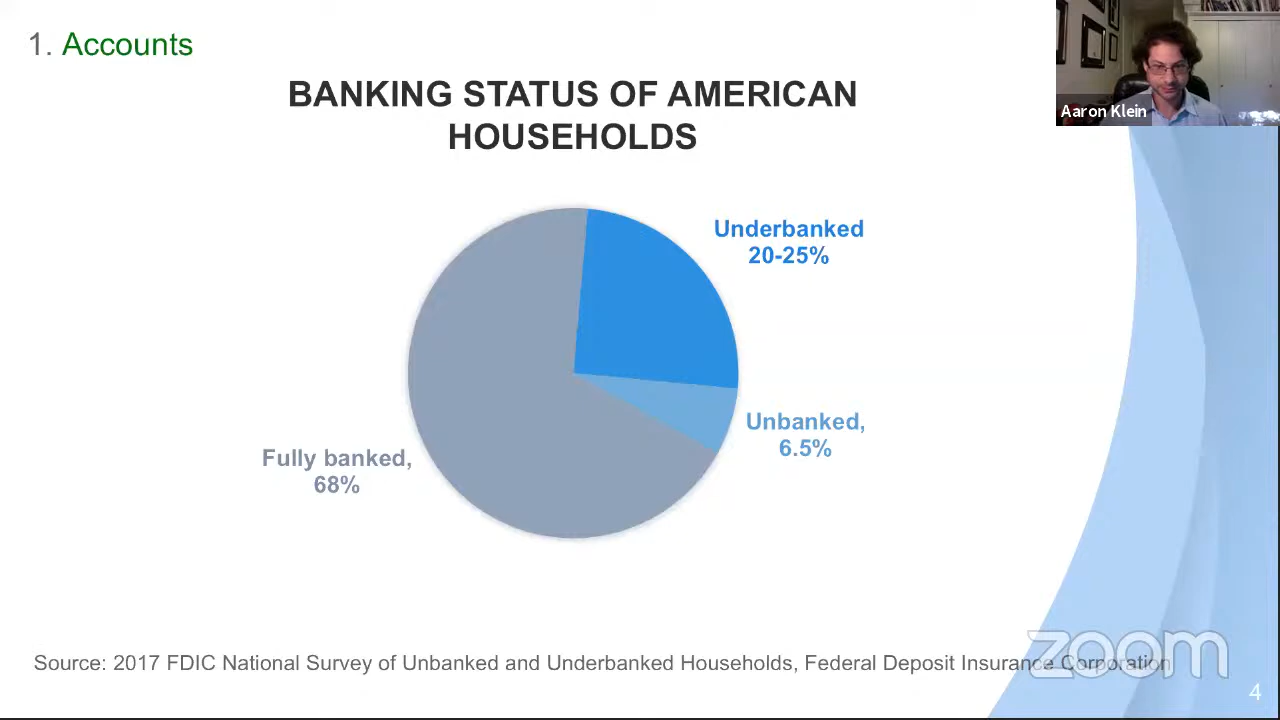 1. Accounts
BANKING STATUS OF AMERICAN
HOUSEHOLDS
Aaron Klein
Underbanked
20-25%
Unbanked,
6.5%
Fully banked,
68%
Source: 2017 FDIC National Survey of Unbanked and Underbanked Households, Federal Deposit Insurance Corporation
zoom
4